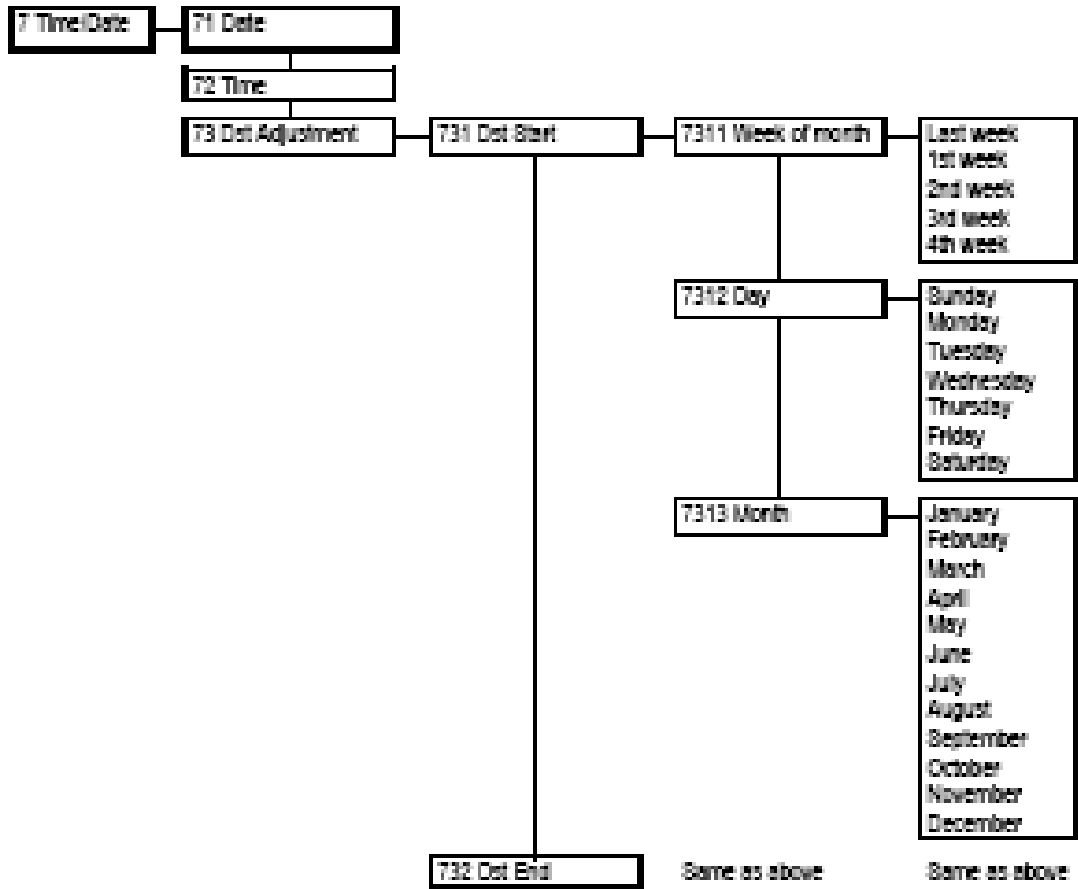 7 Time/Date
71 Date
72 Time
73 Dst Adjustment
731 Dst Start
7311 Week of month
Last week
1st week
2nd week
3rd week
4th week
7312 Day
Sunday
Monday
Tuesday
Wednesday
Thursday
Friday
Saturday
7313 Month
January
February
March
April
May
June
July
August
September
October
November
December
732 Dst End
Same as above
Same as above